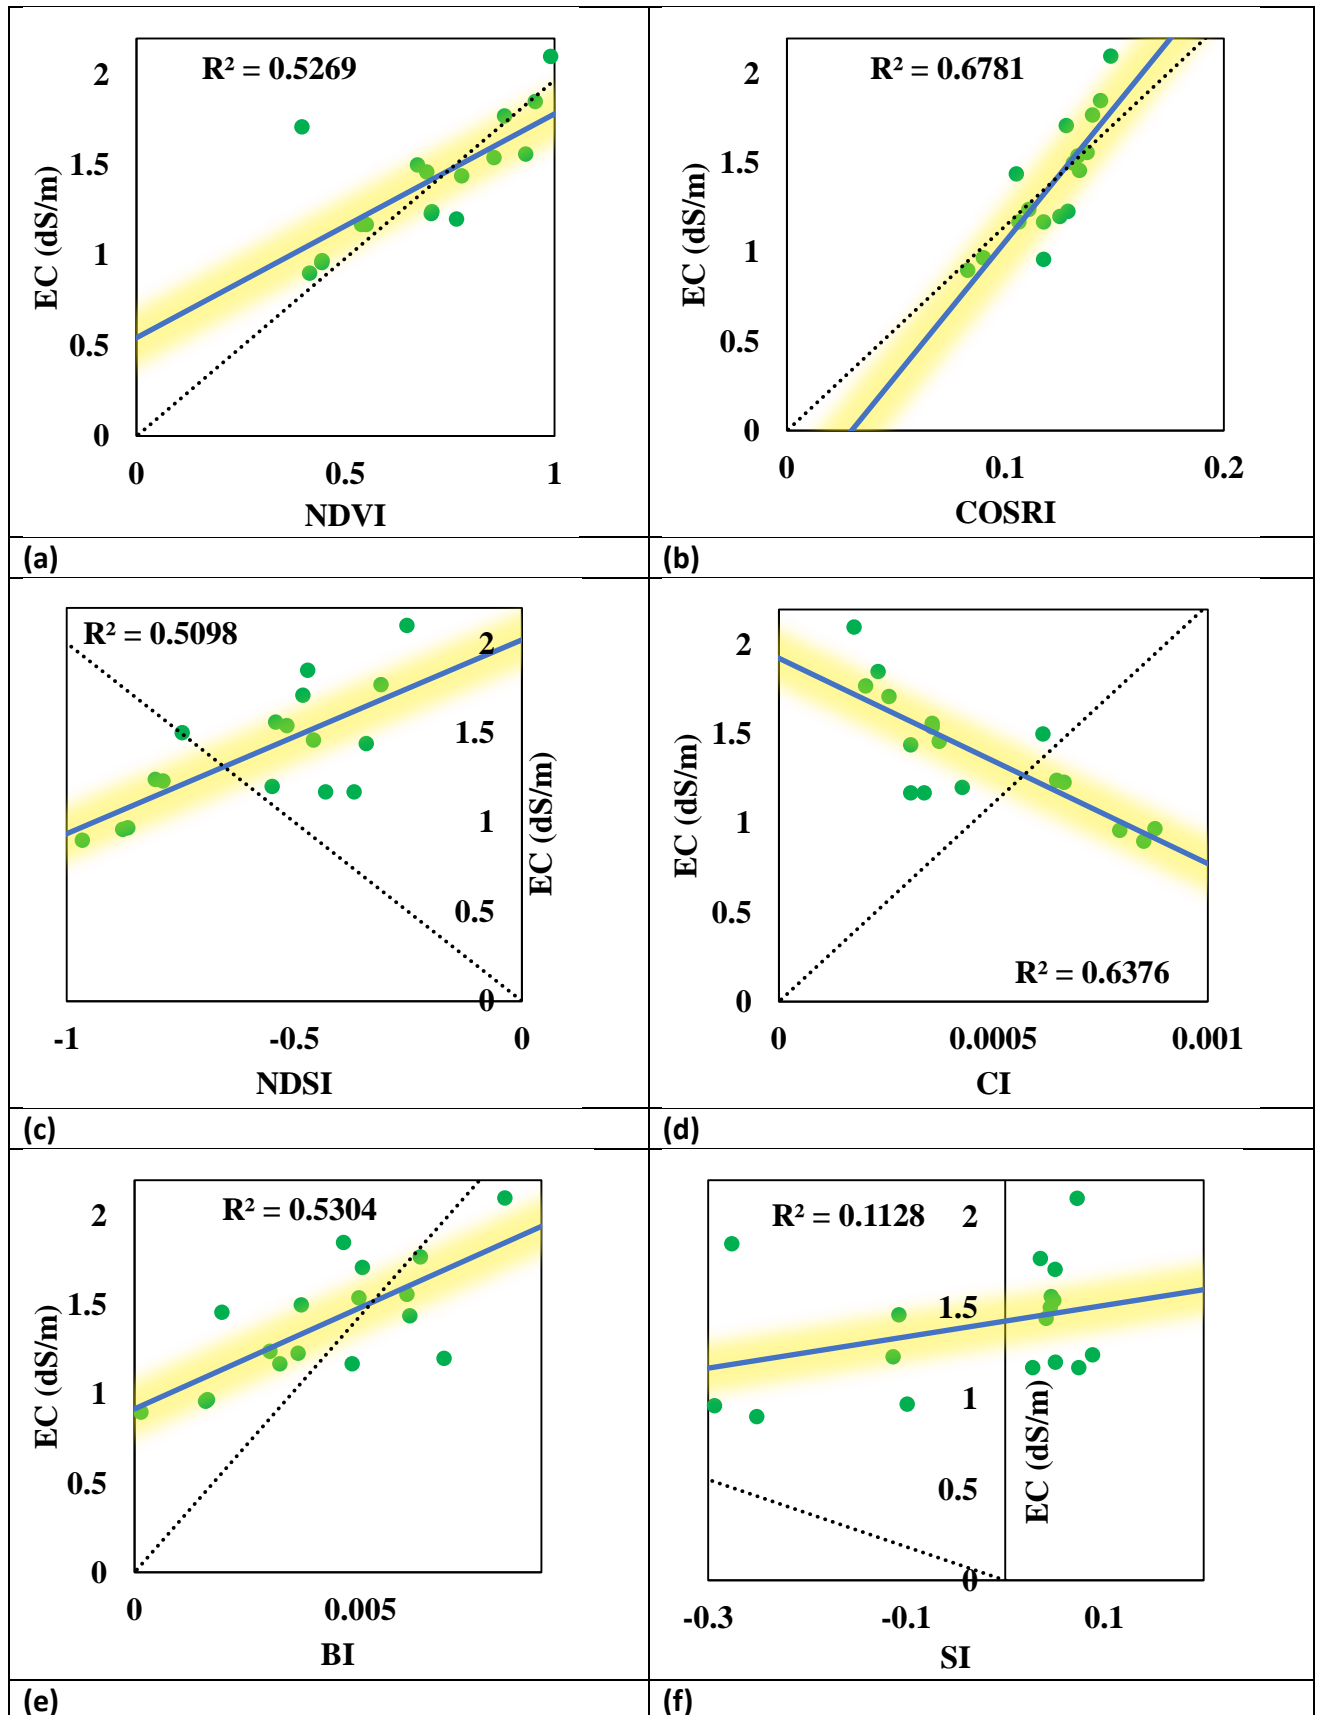 R² = 0.5269
2
1.5
1
0.5
0
EC (dS/m)
0 0.5 1
NDVI
(a)
R² = 0.6781
2
1.5
1
0.5
0
EC (dS/m)
0 0.1 0.2
COSRI
(b)
R² = 0.5098
2
1.5
1
0.5
0
EC (dS/m)
-1 -0.5 0
NDSI
(c)
2
1.5
1
0.5
0
EC (dS/m)
R² = 0.6376
0 0.0005 0.001
CI
(d)
R² = 0.5304
2
1.5
1
0.5
0
EC (dS/m)
0 0.005
BI
(e)
R² = 0.1128
2
1.5
1
0.5
0
EC (dS/m)
-0.3 -0.1 0.1
SI
(f)